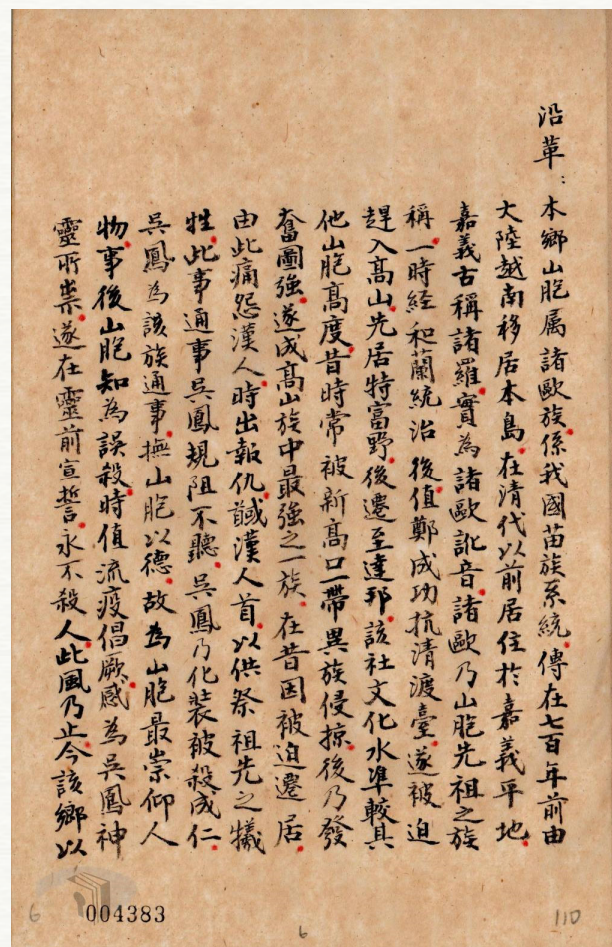 沿革：本鄉山胞属諸歐族係我國苗族系統傳在七百年前由
大陸越南移居本島在清代以前居住於嘉義平地
嘉義古稱諸羅實為諸歐訛音諸歐乃山胞先祖之族
稱一時経和蘭統治後值鄭成功抗清渡臺遂被迫
趕入高山先居特富野後遷至達邦該社文化水準較其
他山胞高度昔時常被新高口一帶異族侵掠後乃發
奮圖強遂成高山族中最强之一族在昔因被迫遷居
由此痛怨漢人時出報仇馘漢人首以供祭祖先之犠
牲此事通事吳鳳規阻不聽吳鳳乃化装被殺成仁
吳鳳為該族通事撫山胞以德故為山胞最崇仰人
物事後山胞知為誤殺時值流疫倡厥感為吳鳳神
靈所祟遂在靈前宣誓永不殺人此風乃止今該鄉以
004383
6
6
110